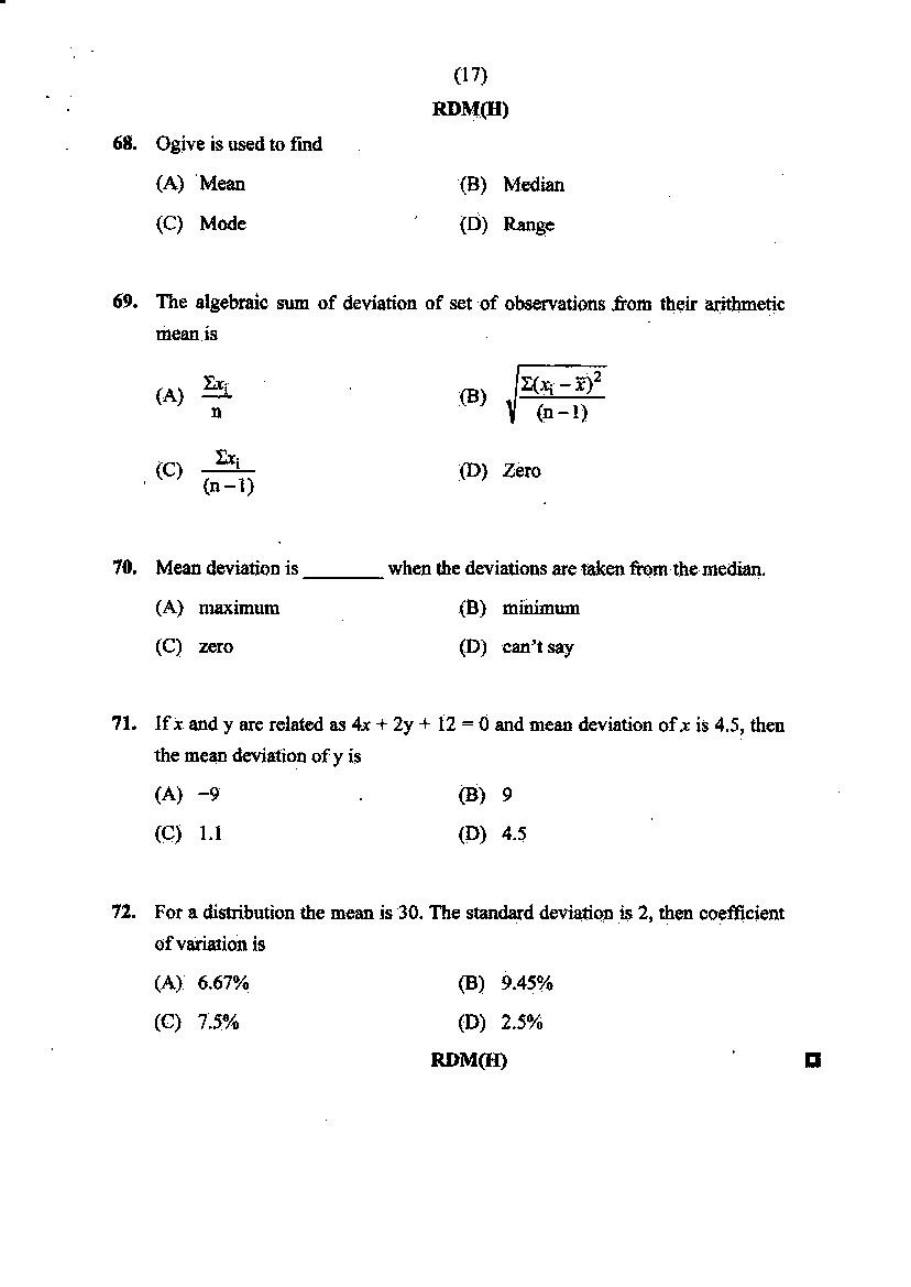 (17)
RDM(H)
68. Ogive is used to find
(A) Mean (B) Median
(C) Mode (D) Range
69. The algebraic sum of deviation of set of observations from their arithmetic
mean is
(A) Σxi/n (B) √(Σ(xi – x̄)²/(n – 1))
(C) Σxi/(n – 1) (D) Zero
70. Mean deviation is ________ when the deviations are taken from the median.
(A) maximum (B) minimum
(C) zero (D) can't say
71. If x and y are related as 4x + 2y + 12 = 0 and mean deviation of x is 4.5, then
the mean deviation of y is
(A) –9 (B) 9
(C) 1.1 (D) 4.5
72. For a distribution the mean is 30. The standard deviation is 2, then coefficient
of variation is
(A) 6.67% (B) 9.45%
(C) 7.5% (D) 2.5%
RDM(H)